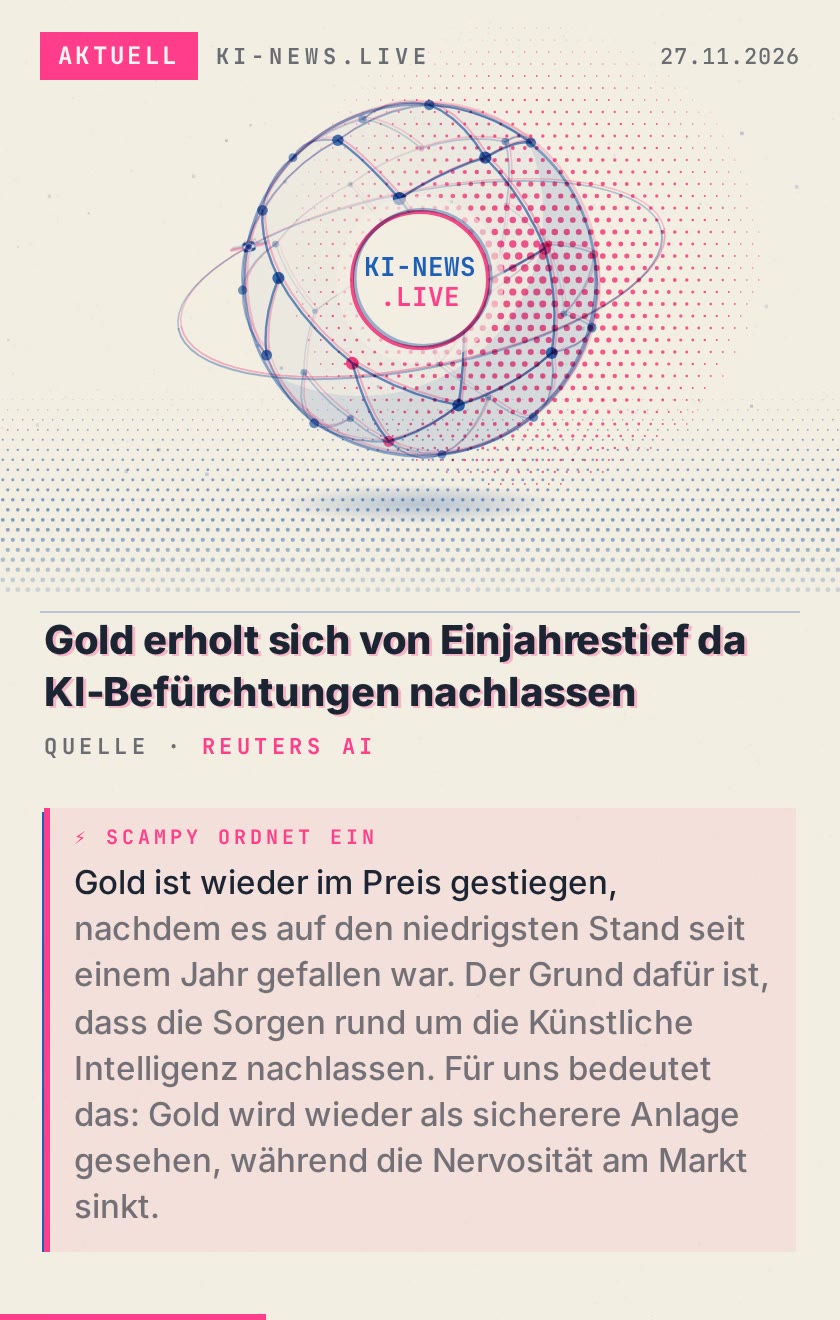 AKTUELL KI-NEWS.LIVE 27.11.2026
KI-NEWS
.LIVE
Gold erholt sich von Einjahrestief da
KI-Befürchtungen nachlassen
QUELLE · REUTERS AI
⚡ SCAMPY ORDNET EIN
Gold ist wieder im Preis gestiegen,
nachdem es auf den niedrigsten Stand seit
einem Jahr gefallen war. Der Grund dafür ist,
dass die Sorgen rund um die Künstliche
Intelligenz nachlassen. Für uns bedeutet
das: Gold wird wieder als sicherere Anlage
gesehen, während die Nervosität am Markt
sinkt.